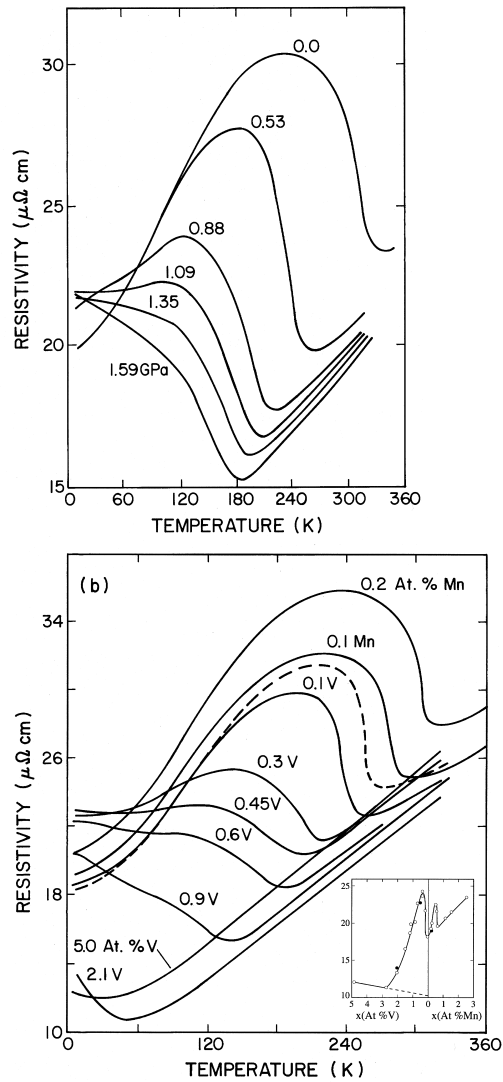 30
25
20
15
RESISTIVITY (μΩ cm)
0.0
0.53
0.88
1.09
1.35
1.59GPa
0 60 120 180 240 300 360
TEMPERATURE (K)
(b)
34
26
18
10
RESISTIVITY (μΩ cm)
0.2 At. % Mn
0.1 Mn
0.1 V
0.3 V
0.45V
0.6 V
0.9 V
5.0 At. %V
2.1 V
25
20
15
10
5 4 3 2 1 0 1 2 3
x(At %V) x(At %Mn)
0 120 240 360
TEMPERATURE (K)